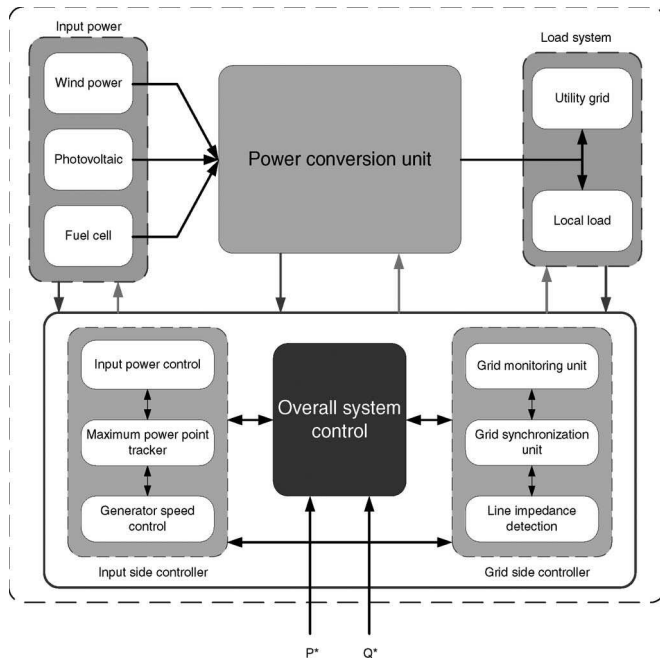 Input power
Load system
Wind power
Photovoltaic
Fuel cell
Power conversion unit
Utility grid
Local load
Input power control
Maximum power point
tracker
Generator speed
control
Input side controller
Overall system
control
Grid monitoring unit
Grid synchronization
unit
Line impedance
detection
Grid side controller
P*
Q*